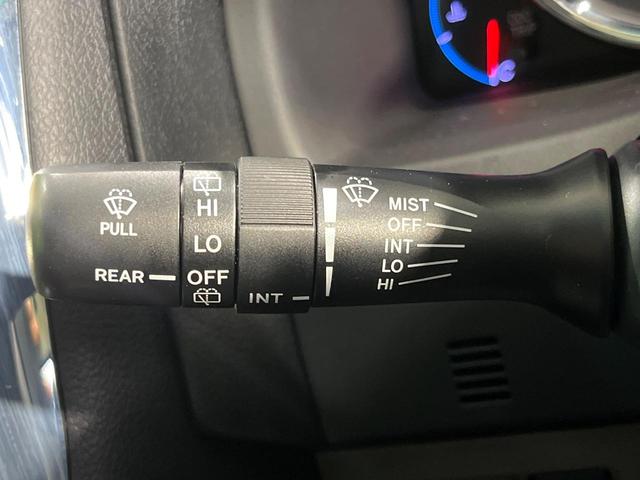 PULL
REAR
HI
LO
OFF
INT
MIST
OFF
INT
LO
HI
C